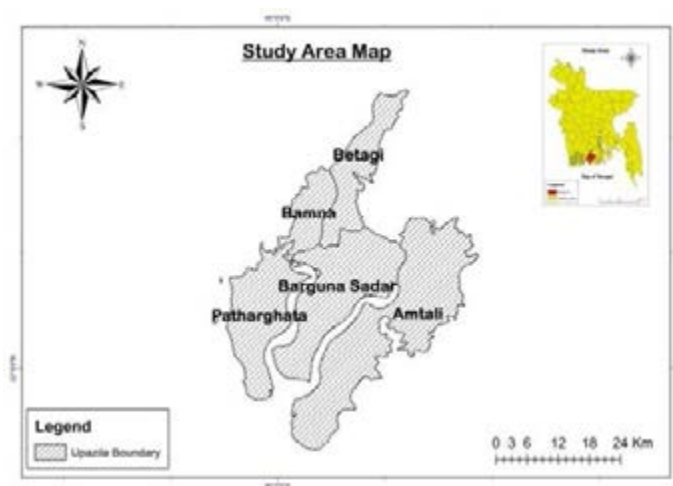 Study Area Map
N
W
E
S
Betagi
Bamna
Barguna Sadar
Patharghata
Amtali
Legend
Upazila Boundary
0 3 6 12 18 24 Km